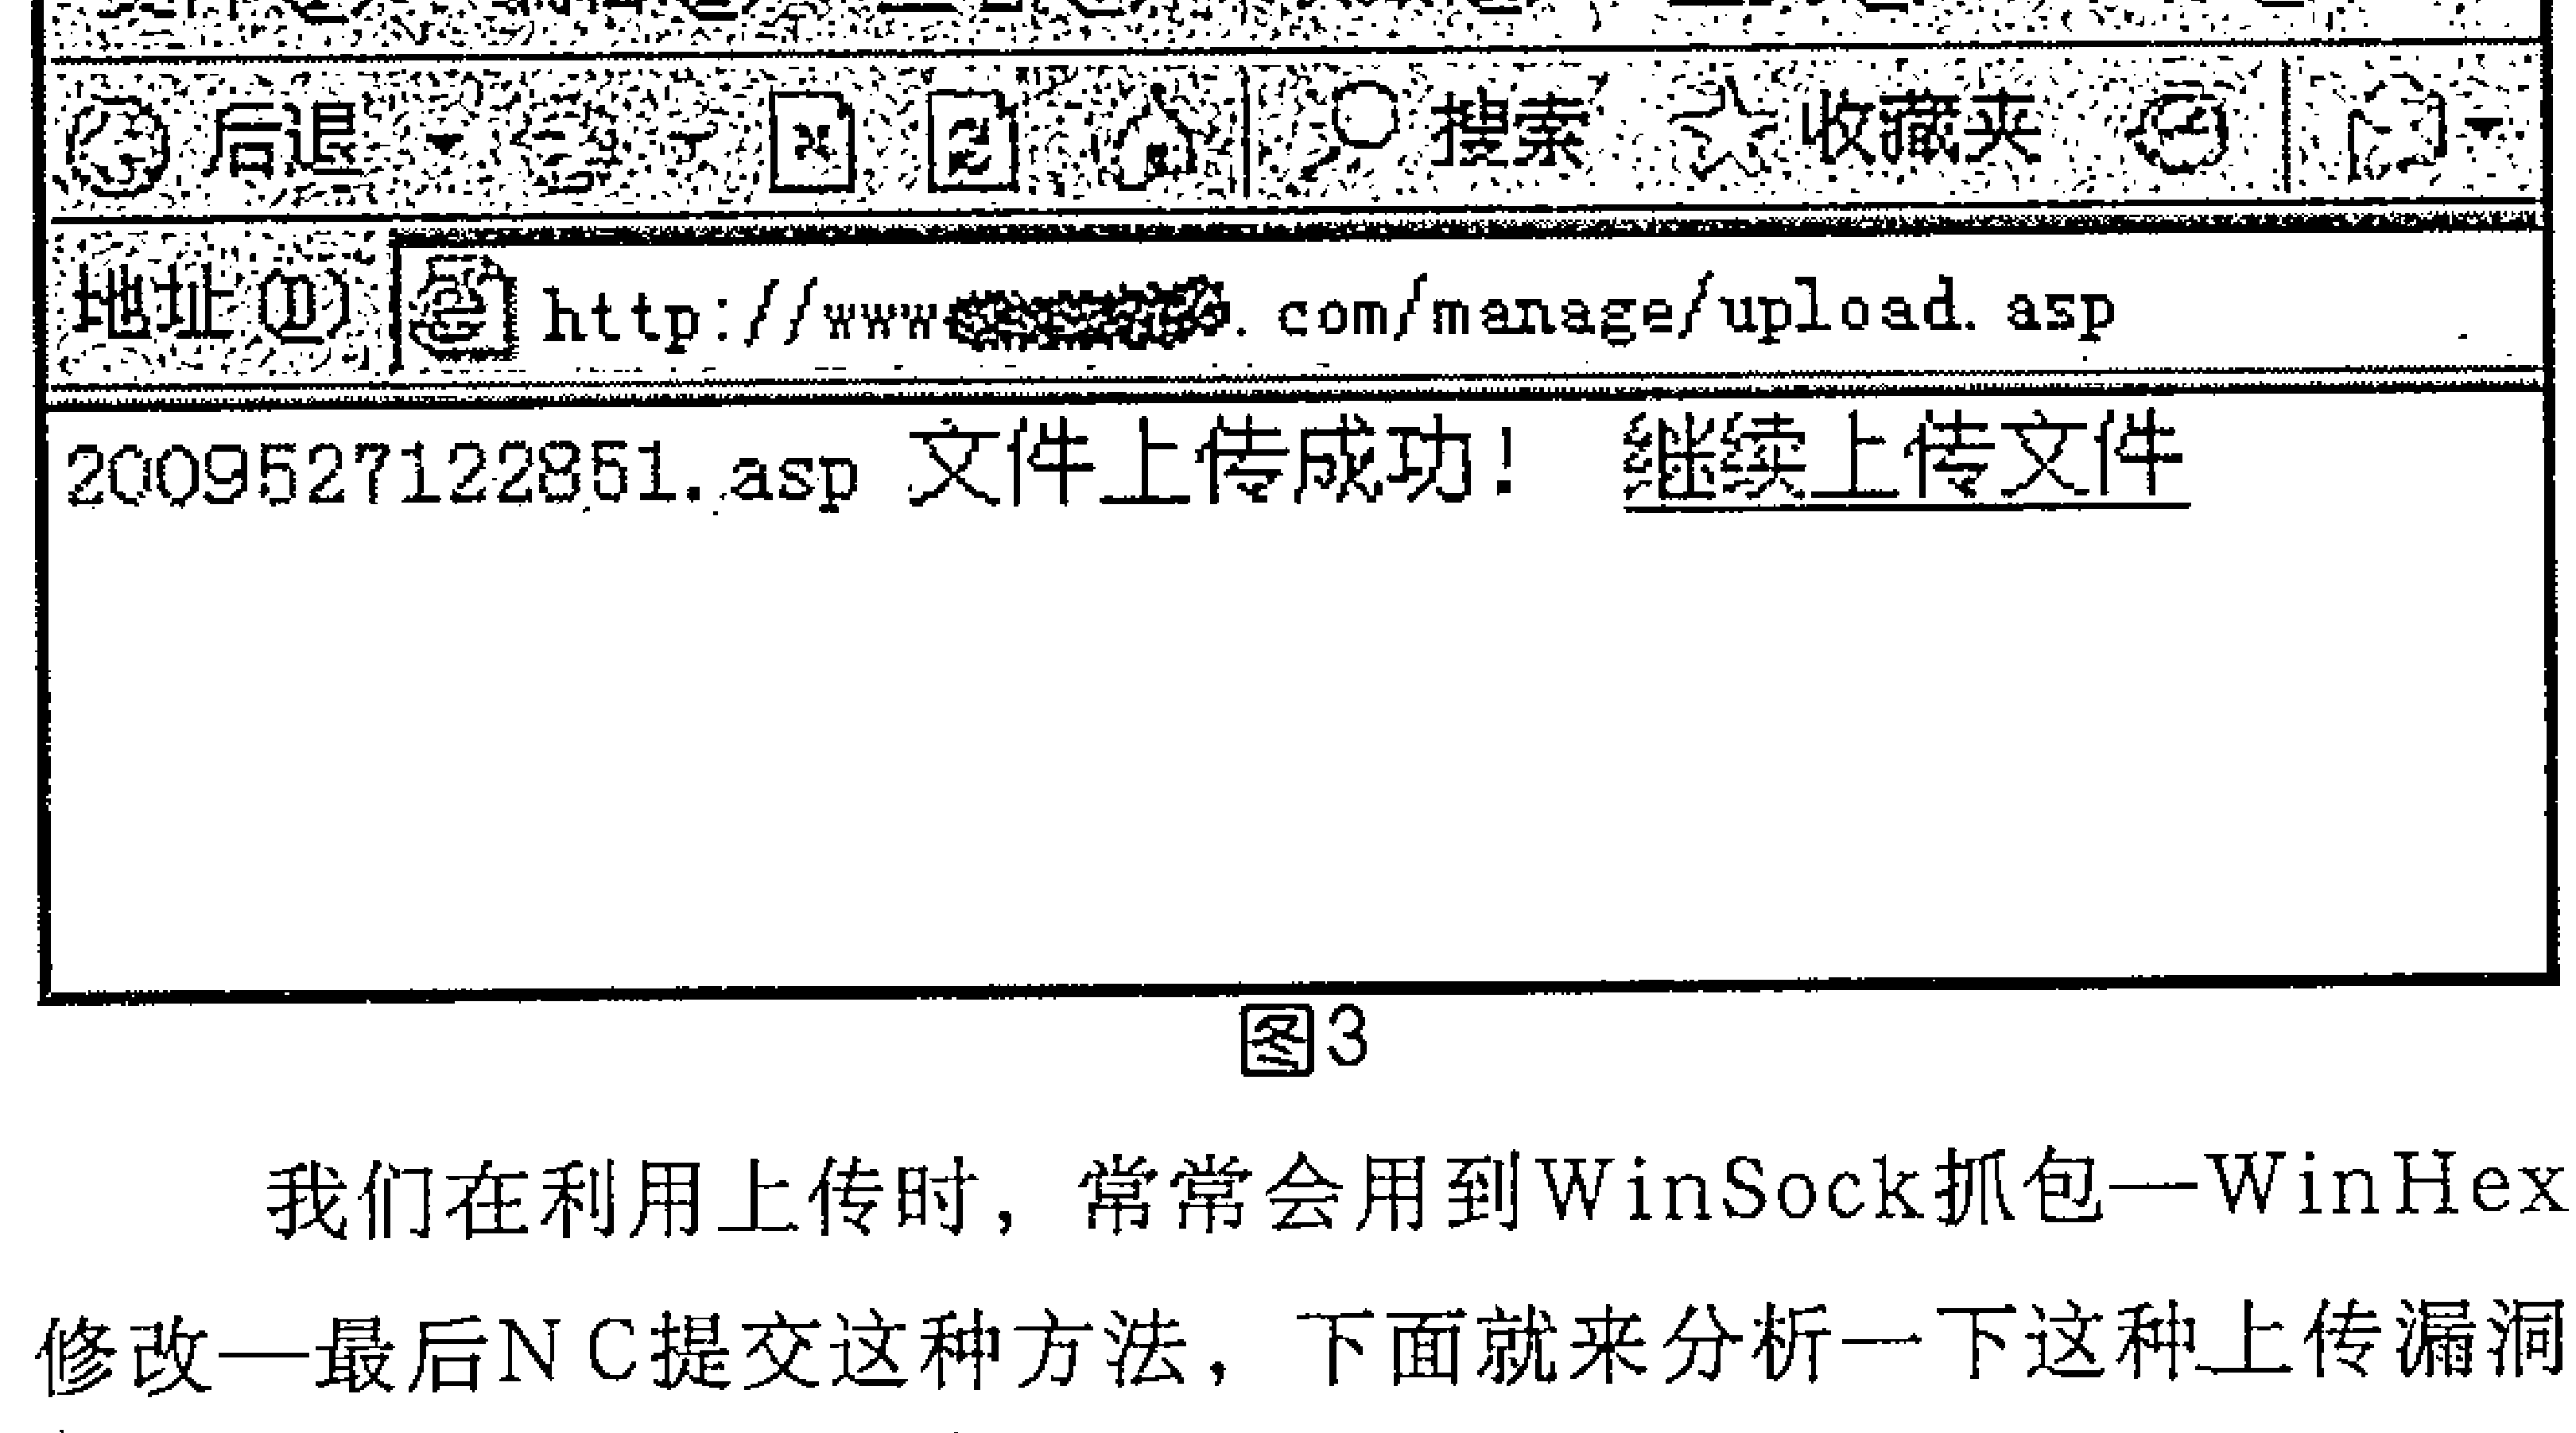 后退 搜索 收藏夹
地址(D) http://www.com/manage/upload.asp
2009527122851.asp 文件上传成功! 继续上传文件
图3
我们在利用上传时，常常会用到WinSock抓包—WinHex
修改—最后NC提交这种方法，下面就来分析一下这种上传漏洞